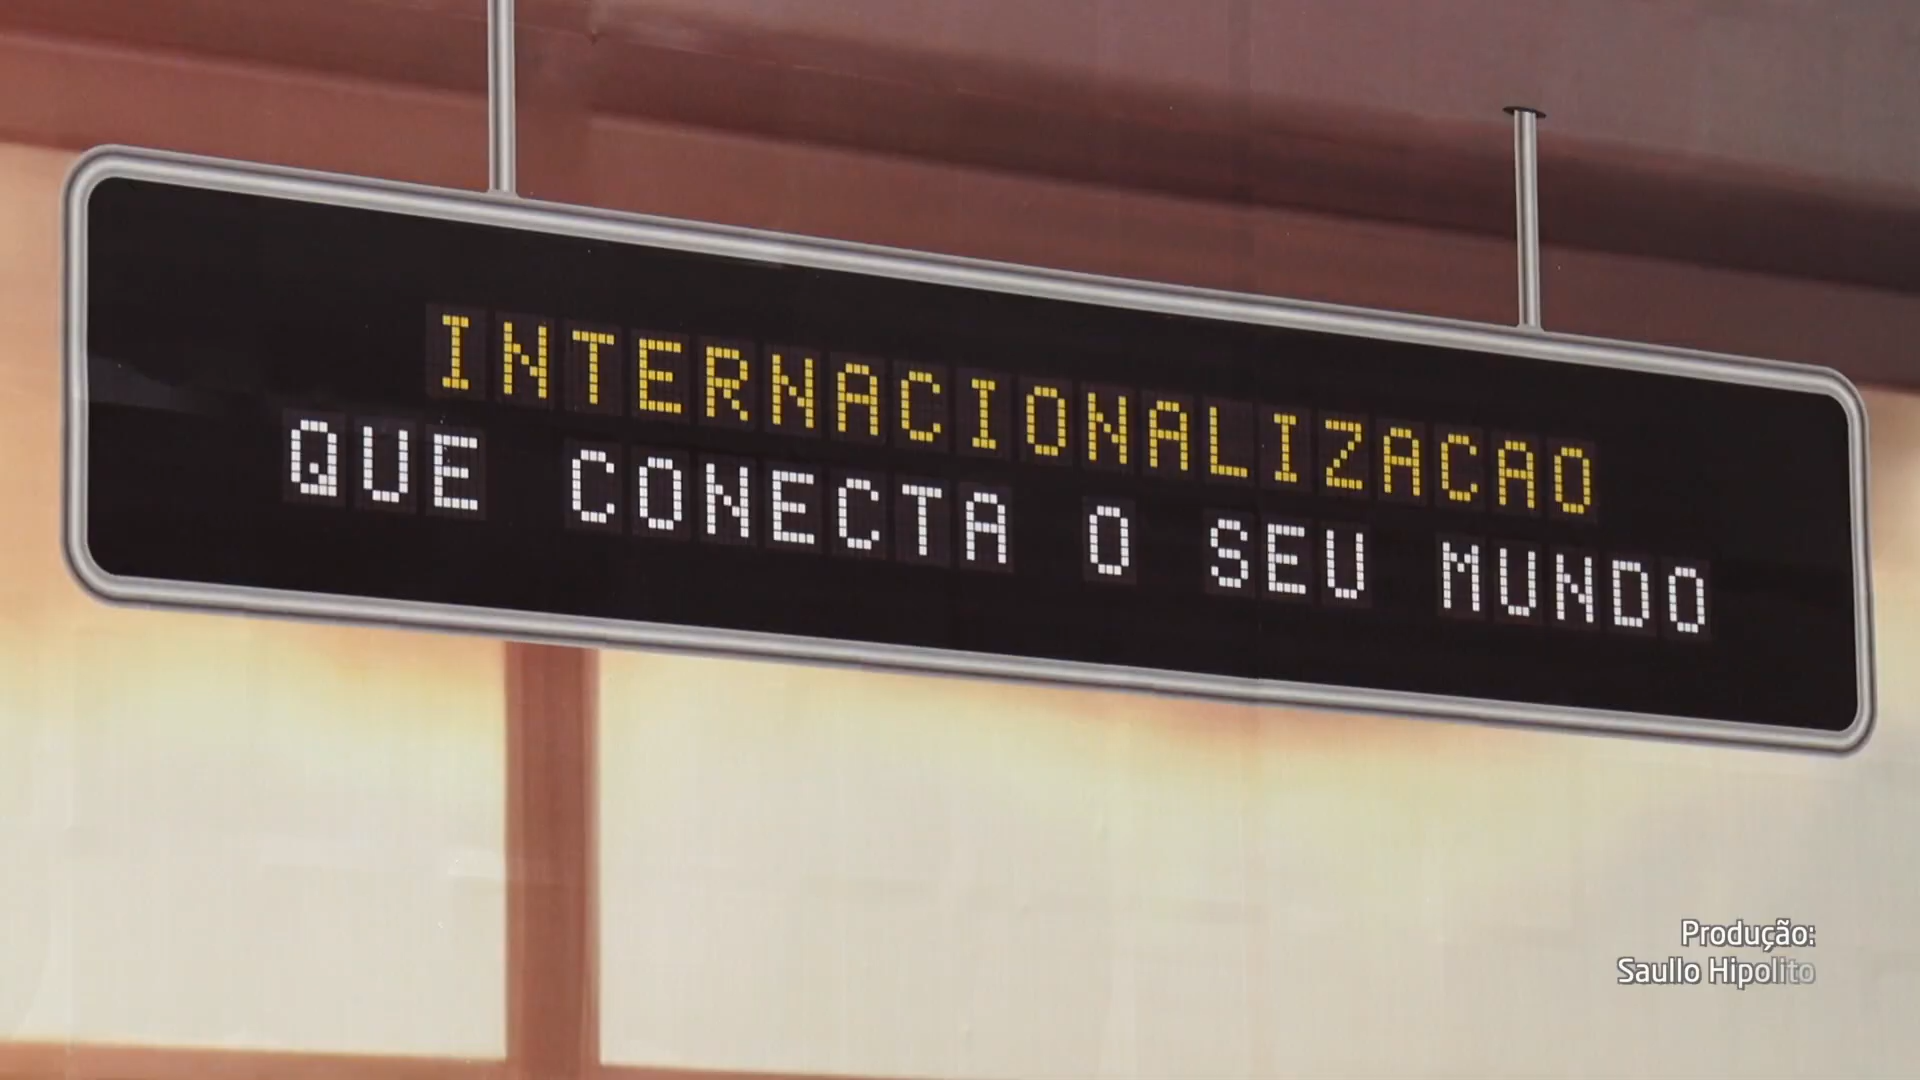 INTERNACIONALIZACAO
QUE CONECTA O SEU MUNDO
Produção:
Saullo Hipolito